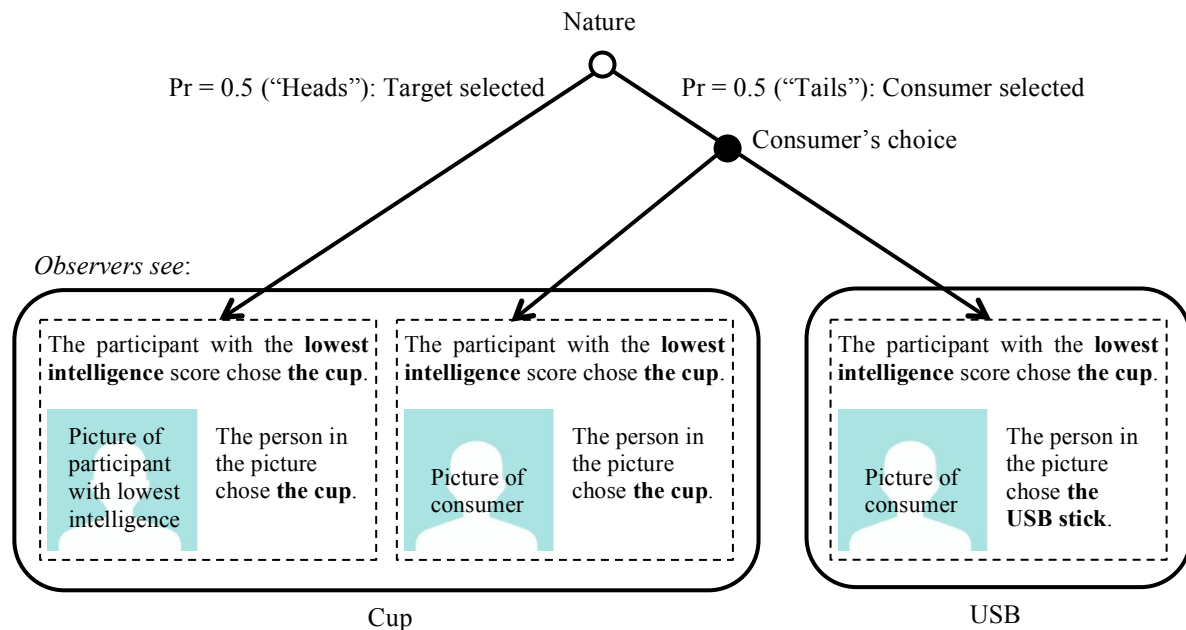 Nature
Pr = 0.5 (“Heads”): Target selected
Pr = 0.5 (“Tails”): Consumer selected
Consumer’s choice
Observers see:
The participant with the lowest
intelligence score chose the cup.
Picture of
participant
with lowest
intelligence
The person in
the picture
chose the cup.
The participant with the lowest
intelligence score chose the cup.
Picture of
consumer
The person in
the picture
chose the cup.
The participant with the lowest
intelligence score chose the cup.
Picture of
consumer
The person in
the picture
chose the
USB stick.
Cup
USB